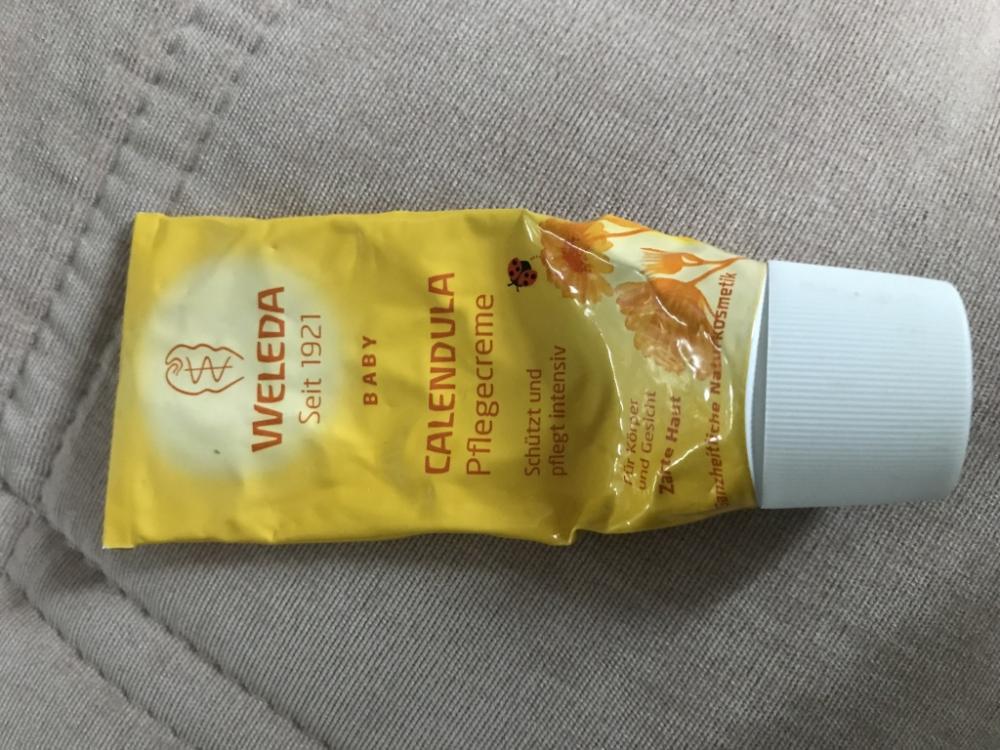 WELEDA
Seit 1921
BABY
CALENDULA
Pflegecreme
Schützt und
pflegt intensiv
Für Körper
und Gesicht
Zarte Haut
Ganzheitliche Naturkosmetik